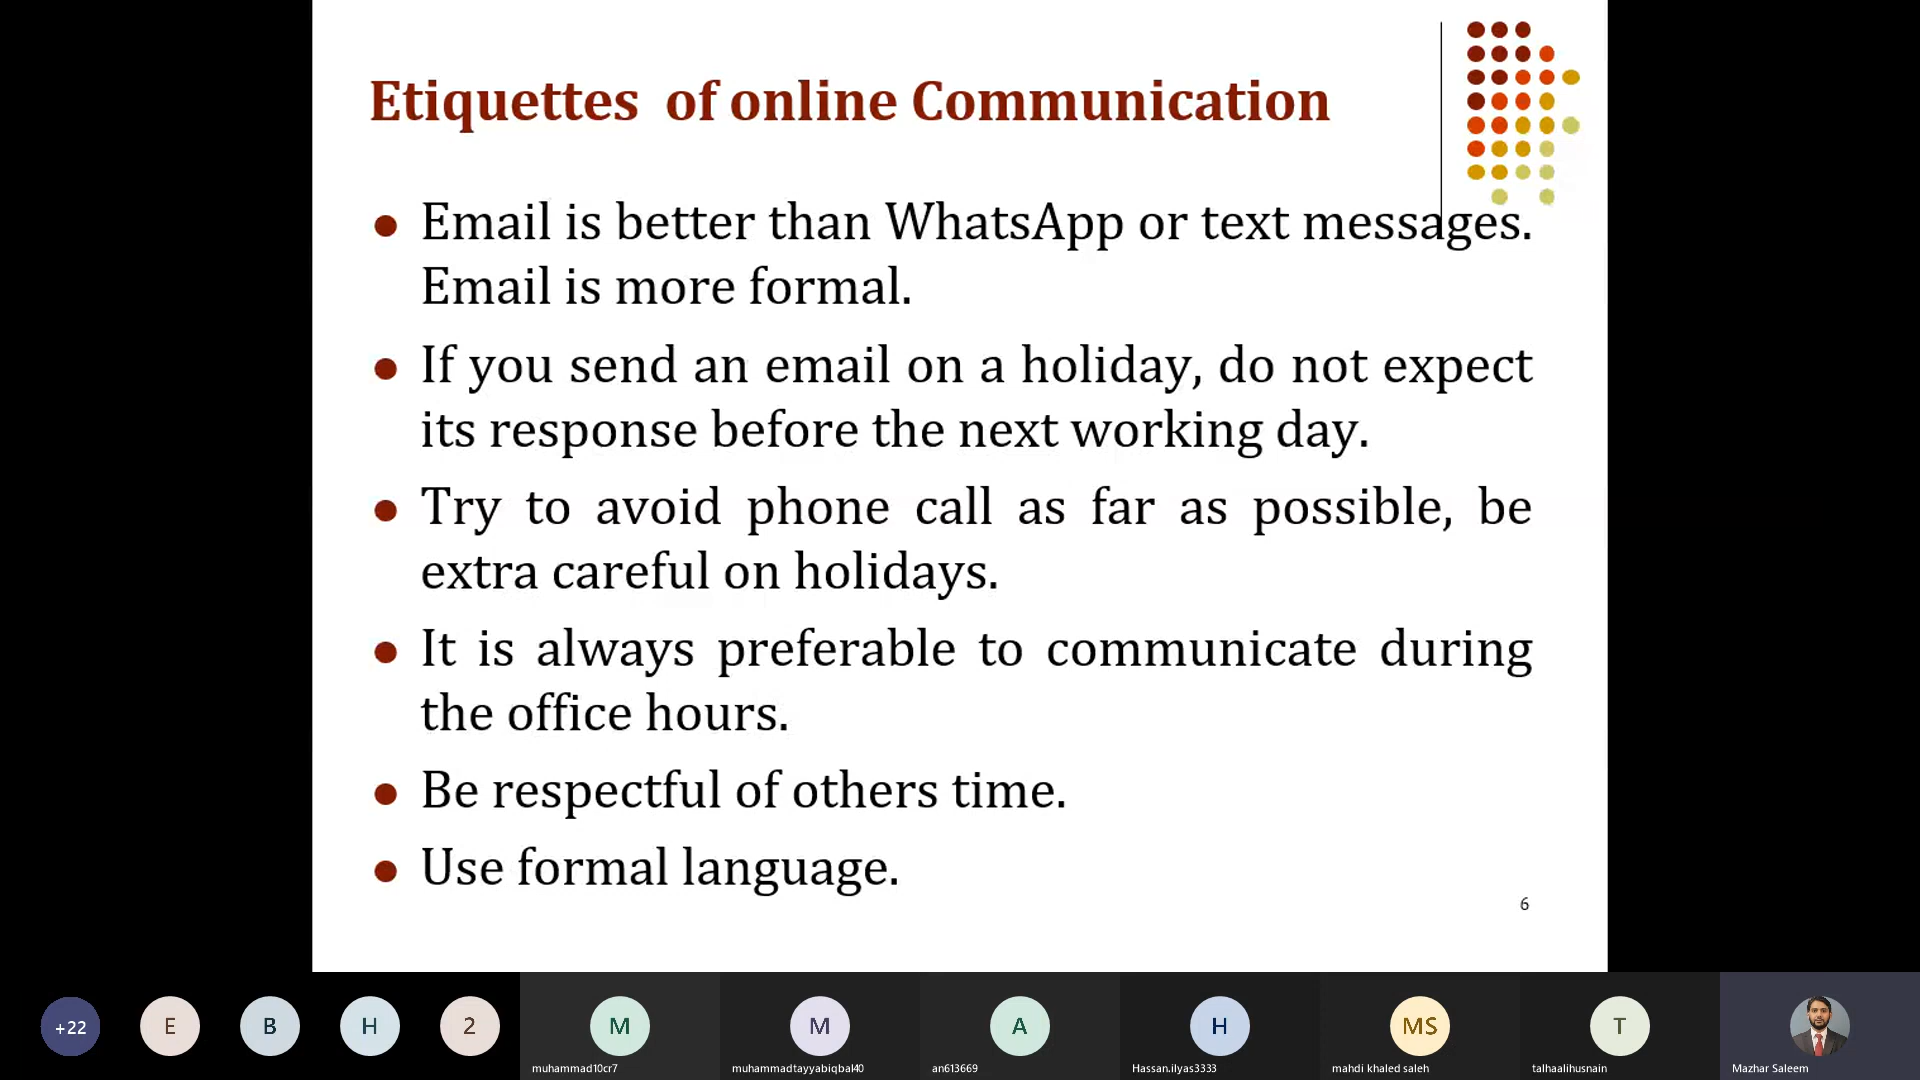 Etiquettes of online Communication
Email is better than WhatsApp or text messages.
Email is more formal.
If you send an email on a holiday, do not expect
its response before the next working day.
Try to avoid phone call as far as possible, be
extra careful on holidays.
It is always preferable to communicate during
the office hours.
Be respectful of others time.
Use formal language.
6
+22
E
B
H
2
M
M
A
H
MS
T
muhammad10cr7
muhammadtayyabiqbal40
an613669
Hassan.ilyas3333
mahdi khaled saleh
talhaalihusnain
Mazhar Saleem